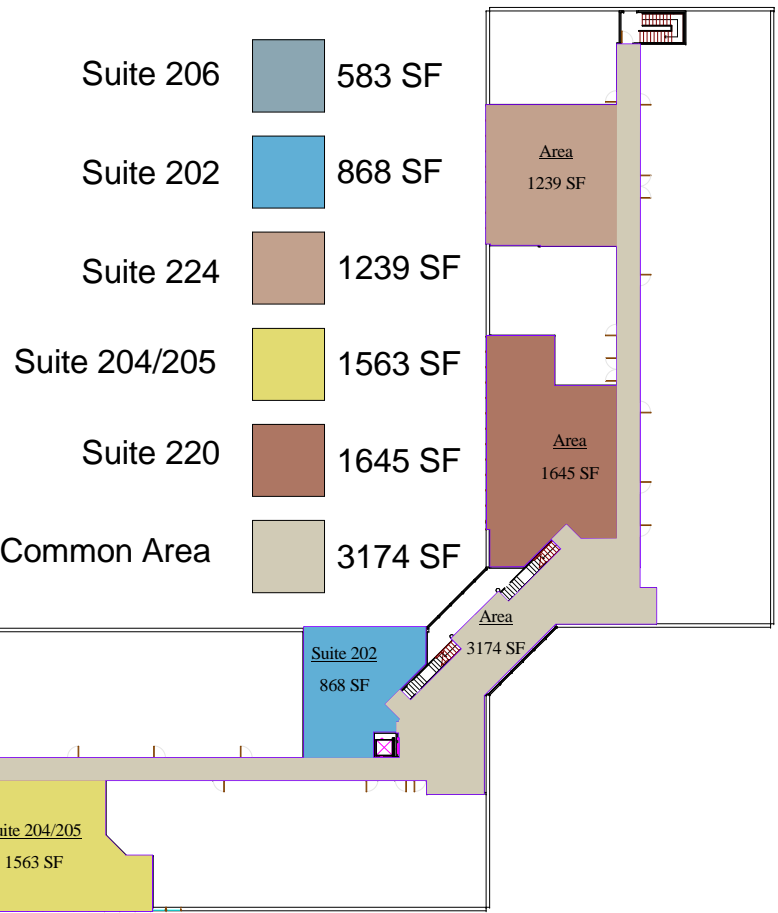 Suite 206 583 SF
Suite 202 868 SF
Suite 224 1239 SF
Suite 204/205 1563 SF
Suite 220 1645 SF
Common Area 3174 SF
Area
1239 SF
Area
1645 SF
Area
3174 SF
Suite 202
868 SF
uite 204/205
1563 SF